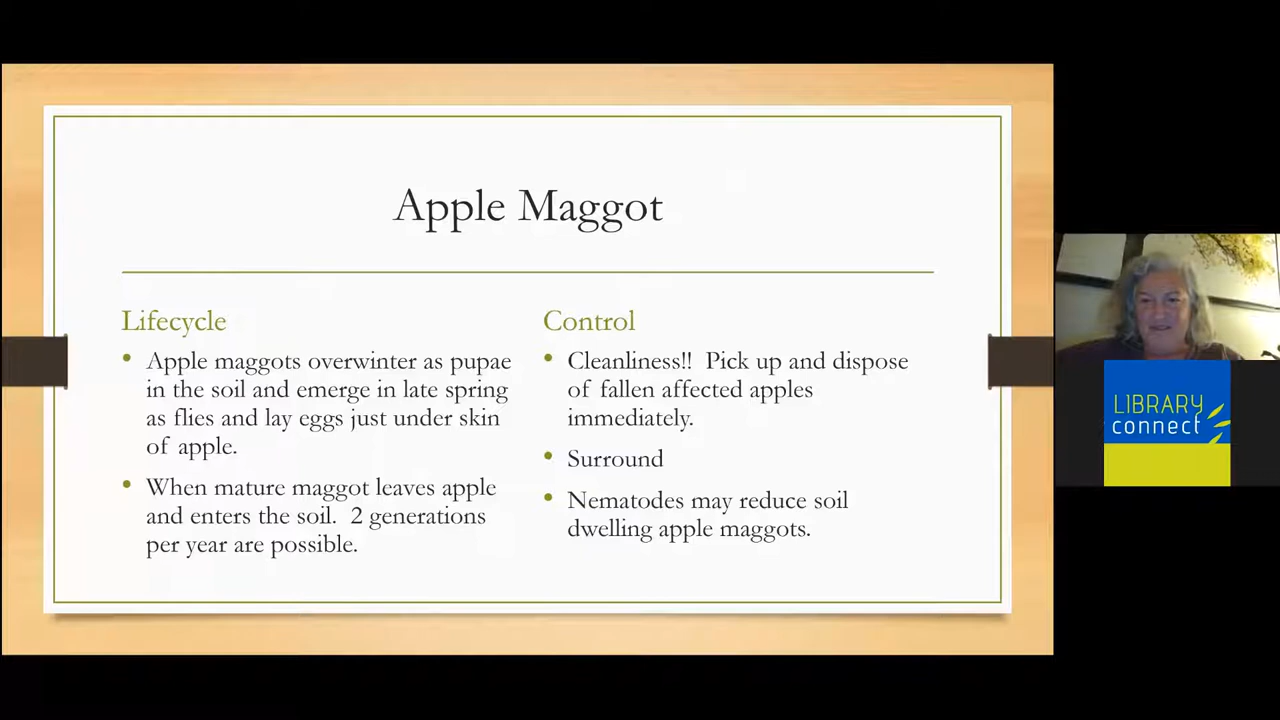 Apple Maggot
Lifecycle
• Apple maggots overwinter as pupae
in the soil and emerge in late spring
as flies and lay eggs just under skin
of apple.
• When mature maggot leaves apple
and enters the soil.  2 generations
per year are possible.
Control
• Cleanliness!!  Pick up and dispose
of fallen affected apples
immediately.
• Surround
• Nematodes may reduce soil
dwelling apple maggots.
LIBRARY
connect